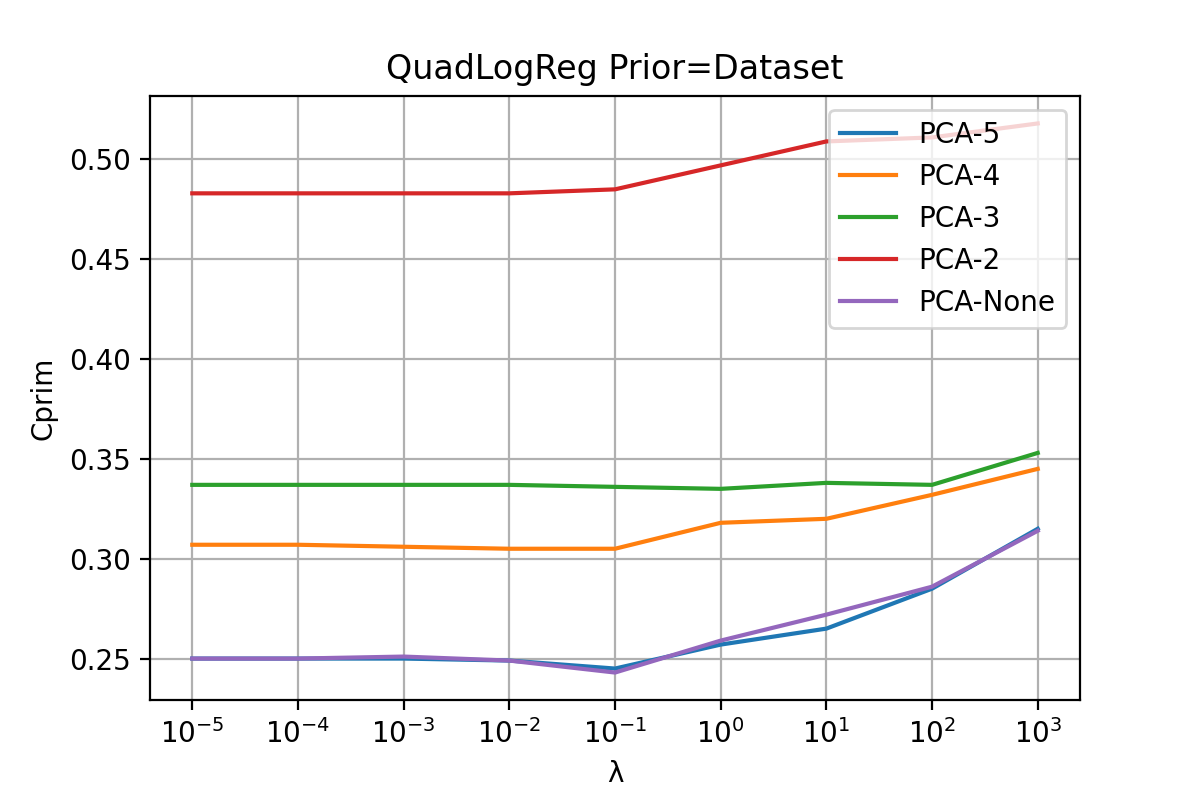 QuadLogReg Prior=Dataset
PCA-5
PCA-4
PCA-3
PCA-2
PCA-None
Cprim
0.50
0.45
0.40
0.35
0.30
0.25
10⁻⁵ 10⁻⁴ 10⁻³ 10⁻² 10⁻¹ 10⁰ 10¹ 10² 10³
λ